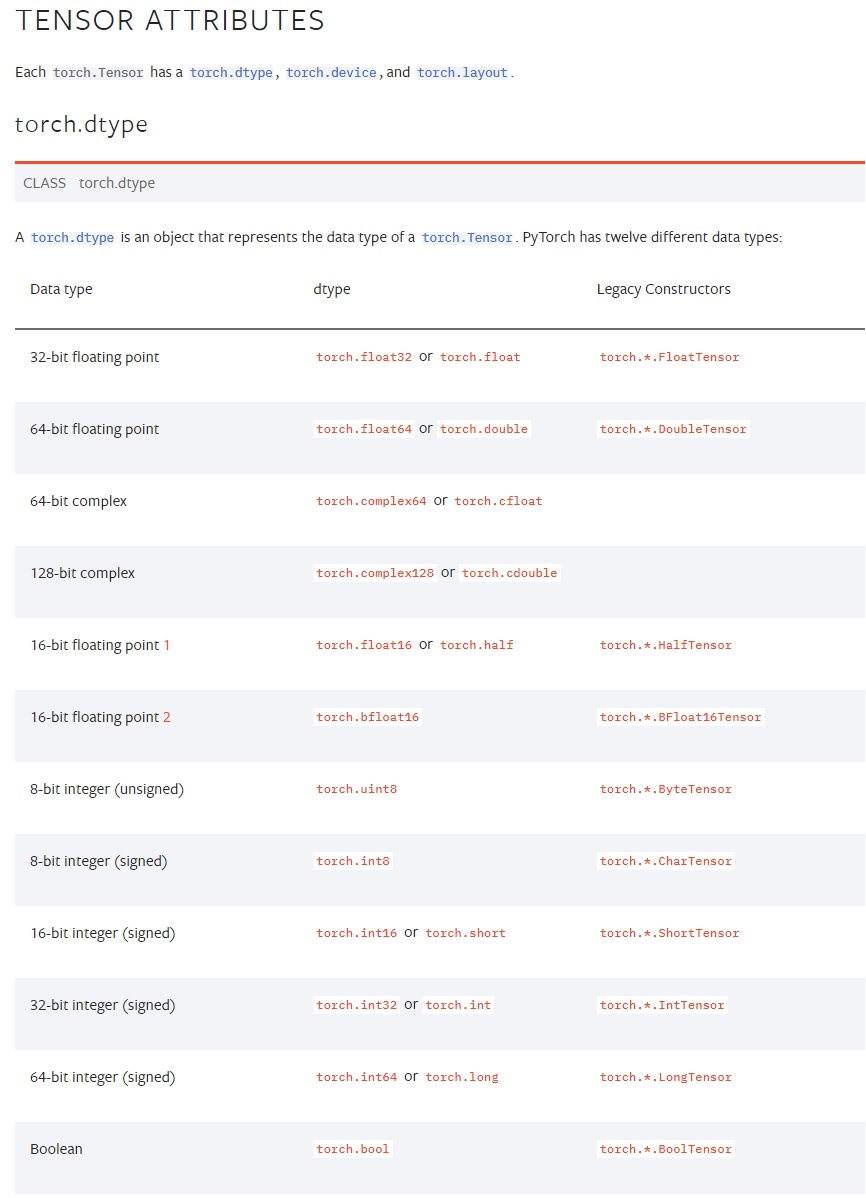 TENSOR ATTRIBUTES
Each torch.Tensor has a torch.dtype, torch.device, and torch.layout.
torch.dtype
CLASS torch.dtype
A torch.dtype is an object that represents the data type of a torch.Tensor. PyTorch has twelve different data types:
Data type dtype Legacy Constructors
32-bit floating point torch.float32 or torch.float torch.*.FloatTensor
64-bit floating point torch.float64 or torch.double torch.*.DoubleTensor
64-bit complex torch.complex64 or torch.cfloat
128-bit complex torch.complex128 or torch.cdouble
16-bit floating point 1 torch.float16 or torch.half torch.*.HalfTensor
16-bit floating point 2 torch.bfloat16 torch.*.BFloat16Tensor
8-bit integer (unsigned) torch.uint8 torch.*.ByteTensor
8-bit integer (signed) torch.int8 torch.*.CharTensor
16-bit integer (signed) torch.int16 or torch.short torch.*.ShortTensor
32-bit integer (signed) torch.int32 or torch.int torch.*.IntTensor
64-bit integer (signed) torch.int64 or torch.long torch.*.LongTensor
Boolean torch.bool torch.*.BoolTensor